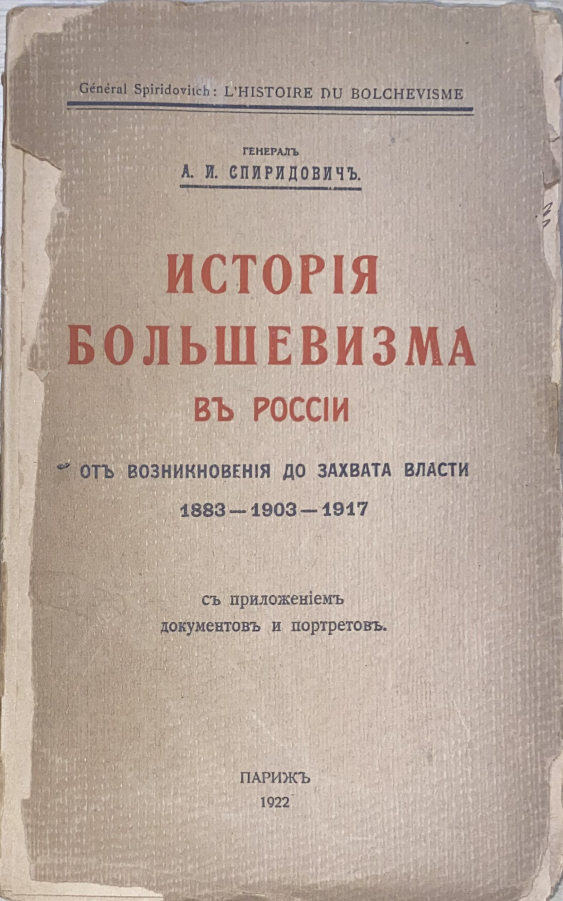 Général Spiridovitch: L'HISTOIRE DU BOLCHEVISME
ГЕНЕРАЛЪ
А. И. СПИРИДОВИЧЪ.
ИСТОРІЯ
БОЛЬШЕВИЗМА
ВЪ РОССІИ
ОТЪ ВОЗНИКНОВЕНІЯ ДО ЗАХВАТА ВЛАСТИ
1883 — 1903 — 1917
съ приложеніемъ
документовъ и портретовъ.
ПАРИЖЪ
1922